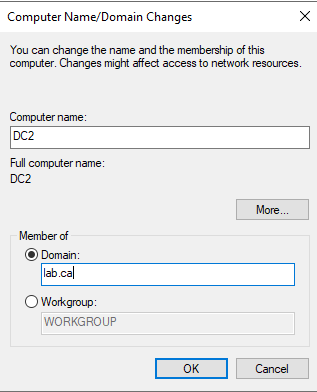 Computer Name/Domain Changes
You can change the name and the membership of this
computer. Changes might affect access to network resources.
Computer name:
DC2
Full computer name:
DC2
More...
Member of
Domain:
lab.ca
Workgroup:
WORKGROUP
OK Cancel